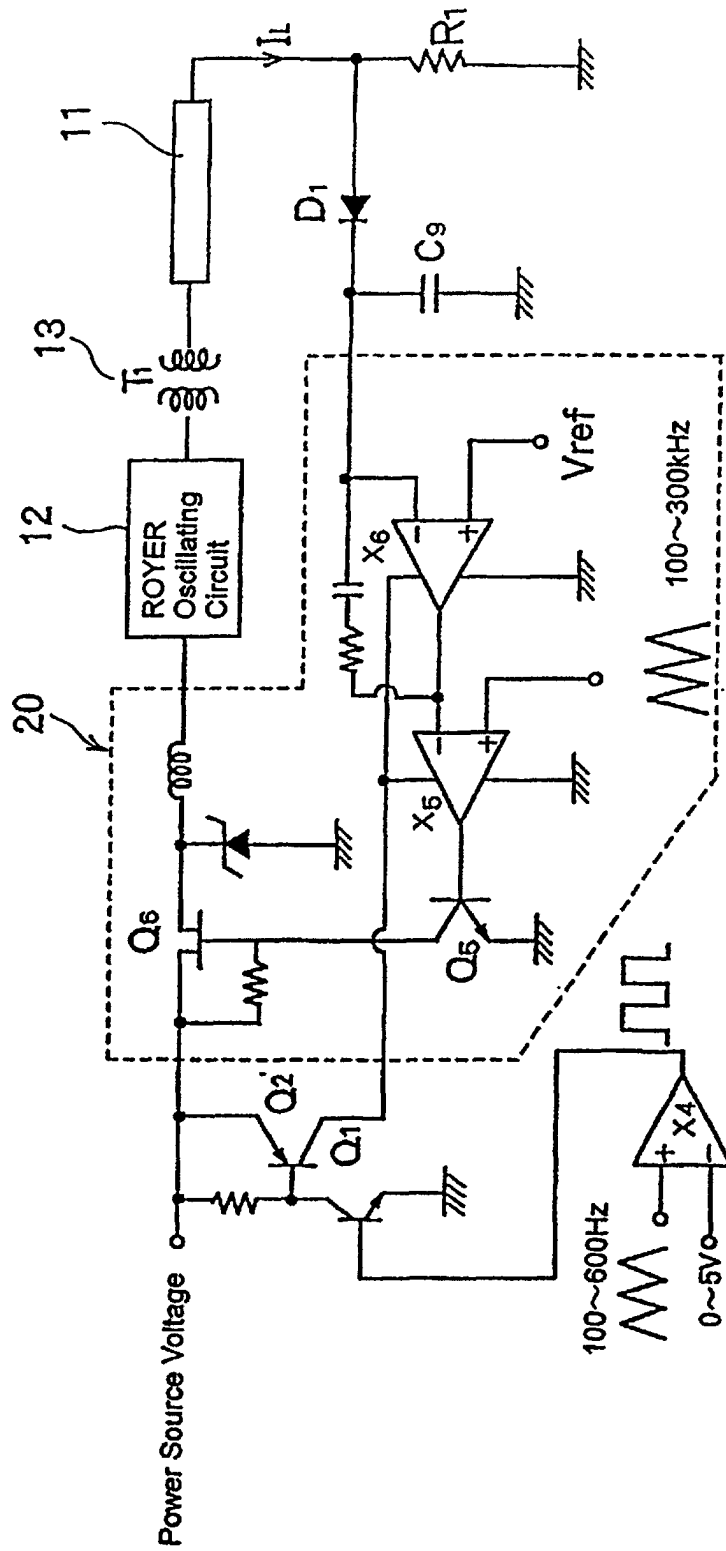 Power Source Voltage
20
12
13
11
ROYER
Oscillating
Circuit
T1
IL
R1
D1
C9
Q6
Q2'
Q1
Q5
X5
X6
Vref
100~300kHz
X4
100~600Hz
0~5V
+
-
+
-
+
-